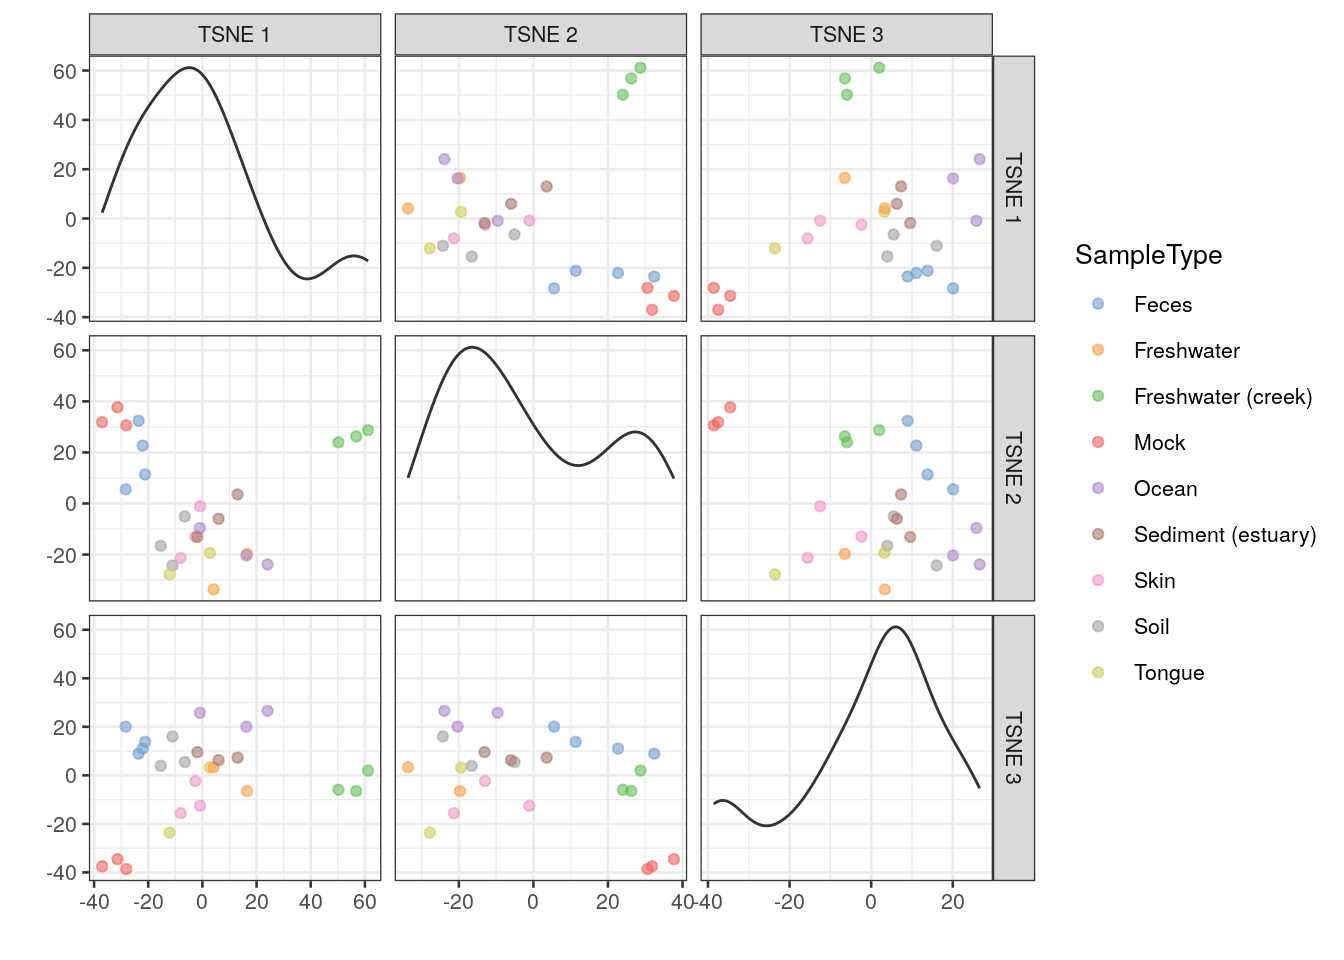 TSNE 1
TSNE 2
TSNE 3
60
40
20
0
-20
-40
TSNE 1
60
40
20
0
-20
TSNE 2
60
40
20
0
-20
-40
TSNE 3
-40 -20 0 20 40 60
-20 0 20 40
-40 -20 0 20
SampleType
Feces
Freshwater
Freshwater (creek)
Mock
Ocean
Sediment (estuary)
Skin
Soil
Tongue